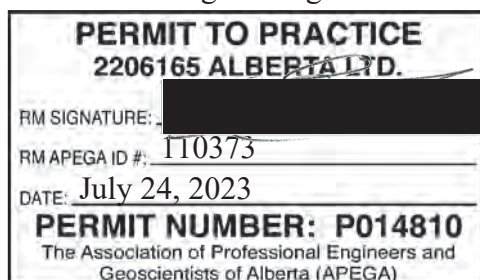 PERMIT TO PRACTICE
2206165 ALBERTA LTD.
RM SIGNATURE:
RM APEGA ID #: 110373
DATE: July 24, 2023
PERMIT NUMBER: P014810
The Association of Professional Engineers and
Geoscientists of Alberta (APEGA)